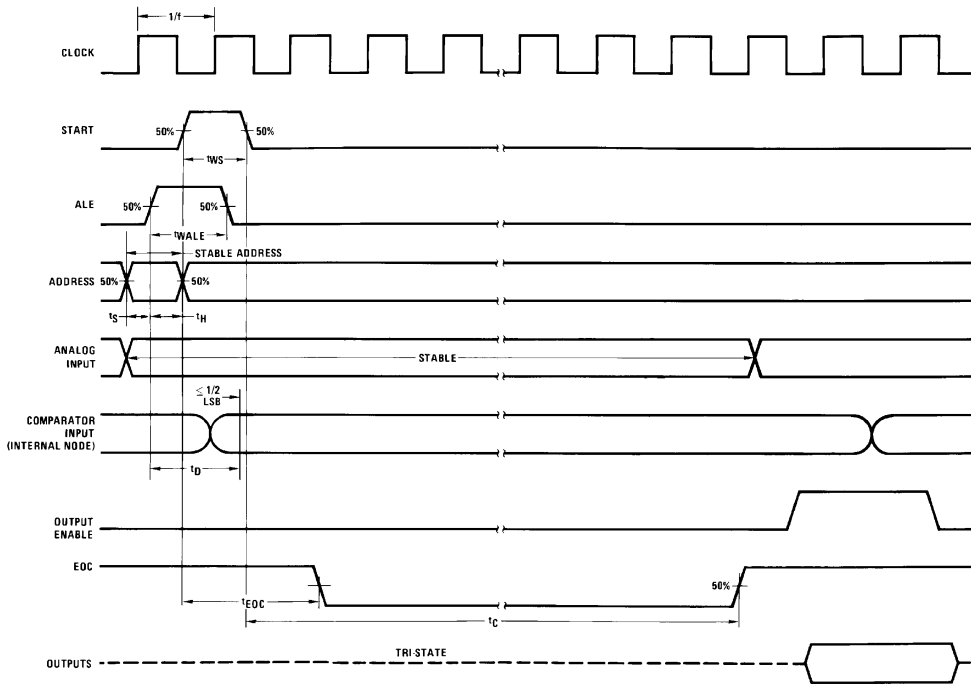 1/f
CLOCK
START
50%
50%
tWS
ALE
50%
50%
tWALE
STABLE ADDRESS
ADDRESS
50%
50%
tS
tH
ANALOG
INPUT
STABLE
≤ 1/2
LSB
COMPARATOR
INPUT
(INTERNAL NODE)
tD
OUTPUT
ENABLE
EOC
50%
tEOC
tC
TRI-STATE
OUTPUTS